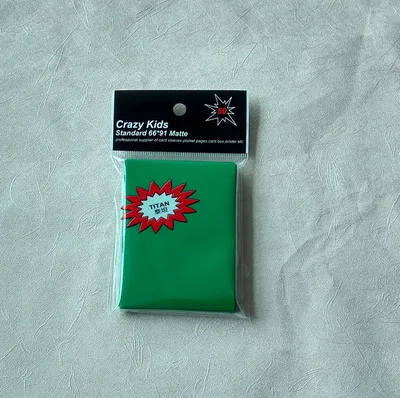 50
Crazy Kids
Standard 66*91 Matte
professional supplier of card sleeves,pocket pages,card box,binder etc
TITAN
泰坦